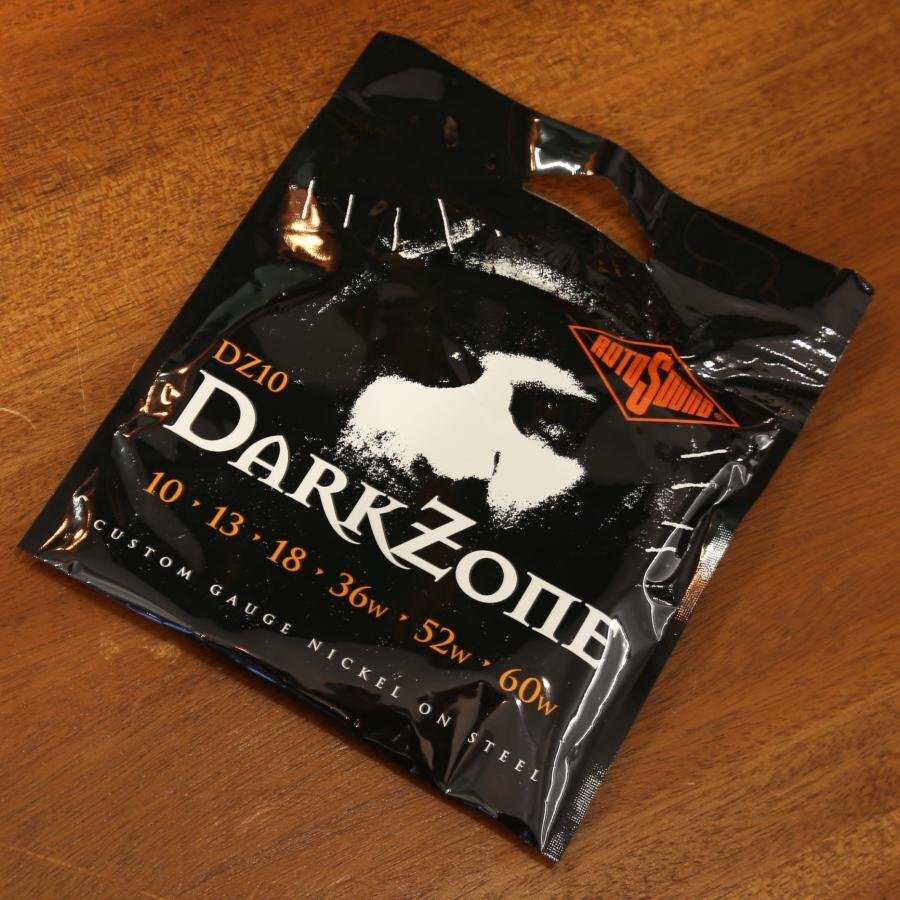 ROTOSOUND
DZ10
DARKZONE
10 , 13 , 18 , 36W , 52W , 60W
CUSTOM GAUGE NICKEL ON STEEL